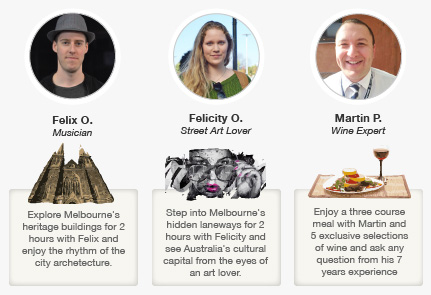 Felix O.
Musician
Explore Melbourne's
heritage buildings for 2
hours with Felix and
enjoy the rhythm of the
city archetecture.
Felicity O.
Street Art Lover
Step into Melbourne's
hidden laneways for 2
hours with Felicity and
see Australia's cultural
capital from the eyes of
an art lover.
Martin P.
Wine Expert
Enjoy a three course
meal with Martin and
5 exclusive selections
of wine and ask any
question from his 7
years experience